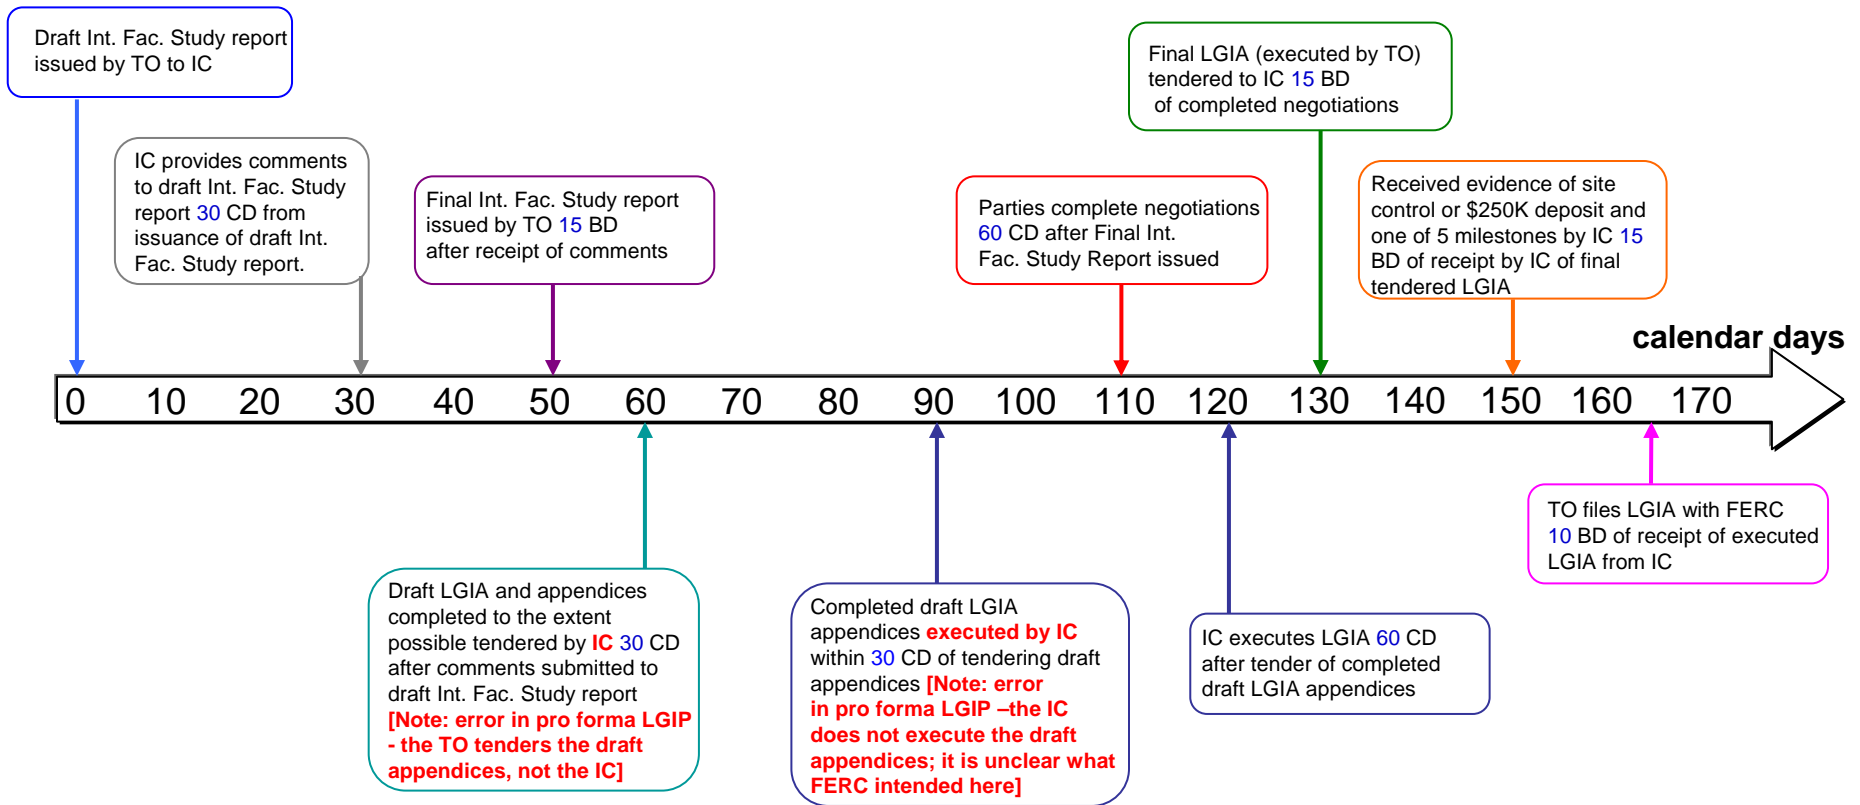 Draft Int. Fac. Study report
issued by TO to IC
IC provides comments
to draft Int. Fac. Study
report 30 CD from
issuance of draft Int.
Fac. Study report.
Final Int. Fac. Study report
issued by TO 15 BD
after receipt of comments
Parties complete negotiations
60 CD after Final Int.
Fac. Study Report issued
Final LGIA (executed by TO)
tendered to IC 15 BD
of completed negotiations
Received evidence of site
control or $250K deposit and
one of 5 milestones by IC 15
BD of receipt by IC of final
tendered LGIA
calendar days
0 10 20 30 40 50 60 70 80 90 100 110 120 130 140 150 160 170
Draft LGIA and appendices
completed to the extent
possible tendered by IC 30 CD
after comments submitted to
draft Int. Fac. Study report
[Note: error in pro forma LGIP
- the TO tenders the draft
appendices, not the IC]
Completed draft LGIA
appendices executed by IC
within 30 CD of tendering draft
appendices [Note: error
in pro forma LGIP –the IC
does not execute the draft
appendices; it is unclear what
FERC intended here]
IC executes LGIA 60 CD
after tender of completed
draft LGIA appendices
TO files LGIA with FERC
10 BD of receipt of executed
LGIA from IC